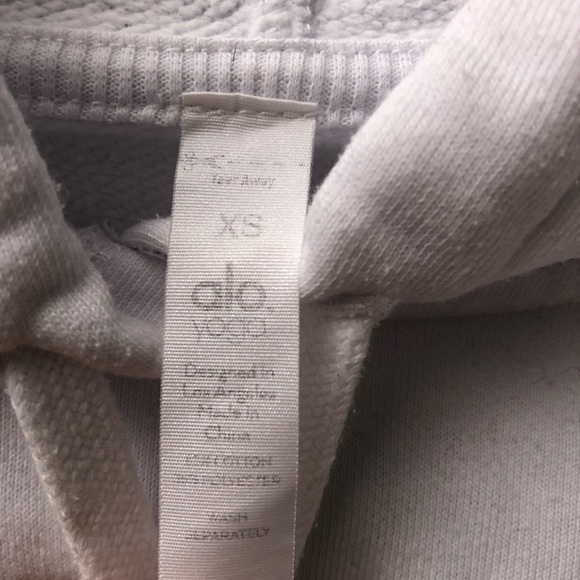 Tear Away
XS
alo
yoga
Designed in
Los Angeles
Made in
China
COTTON
POLYESTER
WASH
SEPARATELY